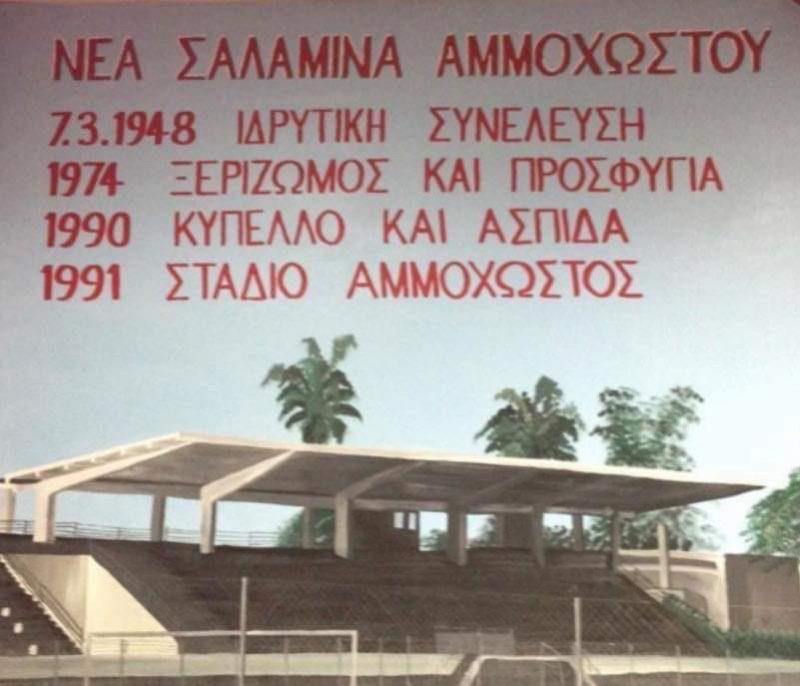 ΝΕΑ ΣΑΛΑΜΙΝΑ ΑΜΜΟΧΩΣΤΟΥ
7.3.1948 ΙΔΡΥΤΙΚΗ ΣΥΝΕΛΕΥΣΗ
1974 ΞΕΡΙΖΩΜΟΣ ΚΑΙ ΠΡΟΣΦΥΓΙΑ
1990 ΚΥΠΕΛΛΟ ΚΑΙ ΑΣΠΙΔΑ
1991 ΣΤΑΔΙΟ ΑΜΜΟΧΩΣΤΟΣ